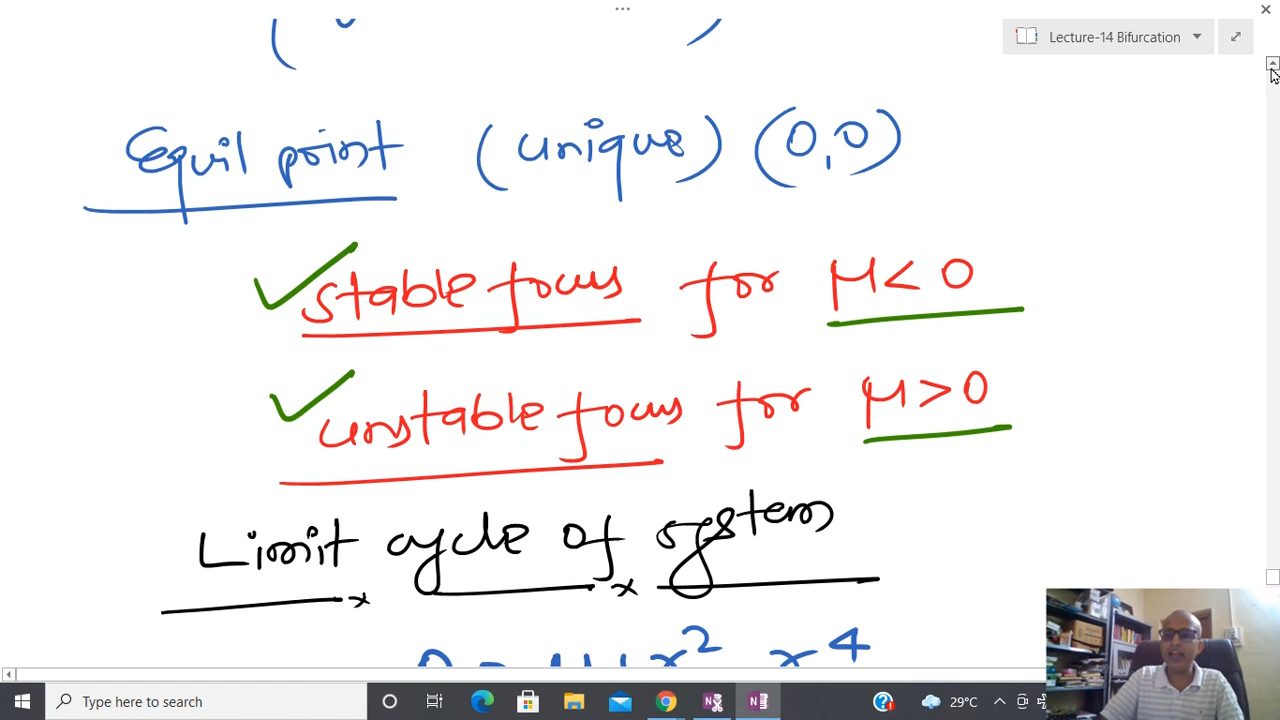 Lecture-14 Bifurcation
Equil point (unique) (0,0)
stable focus for μ < 0
unstable focus for μ > 0
Limit cycle of system
Type here to search
29°C